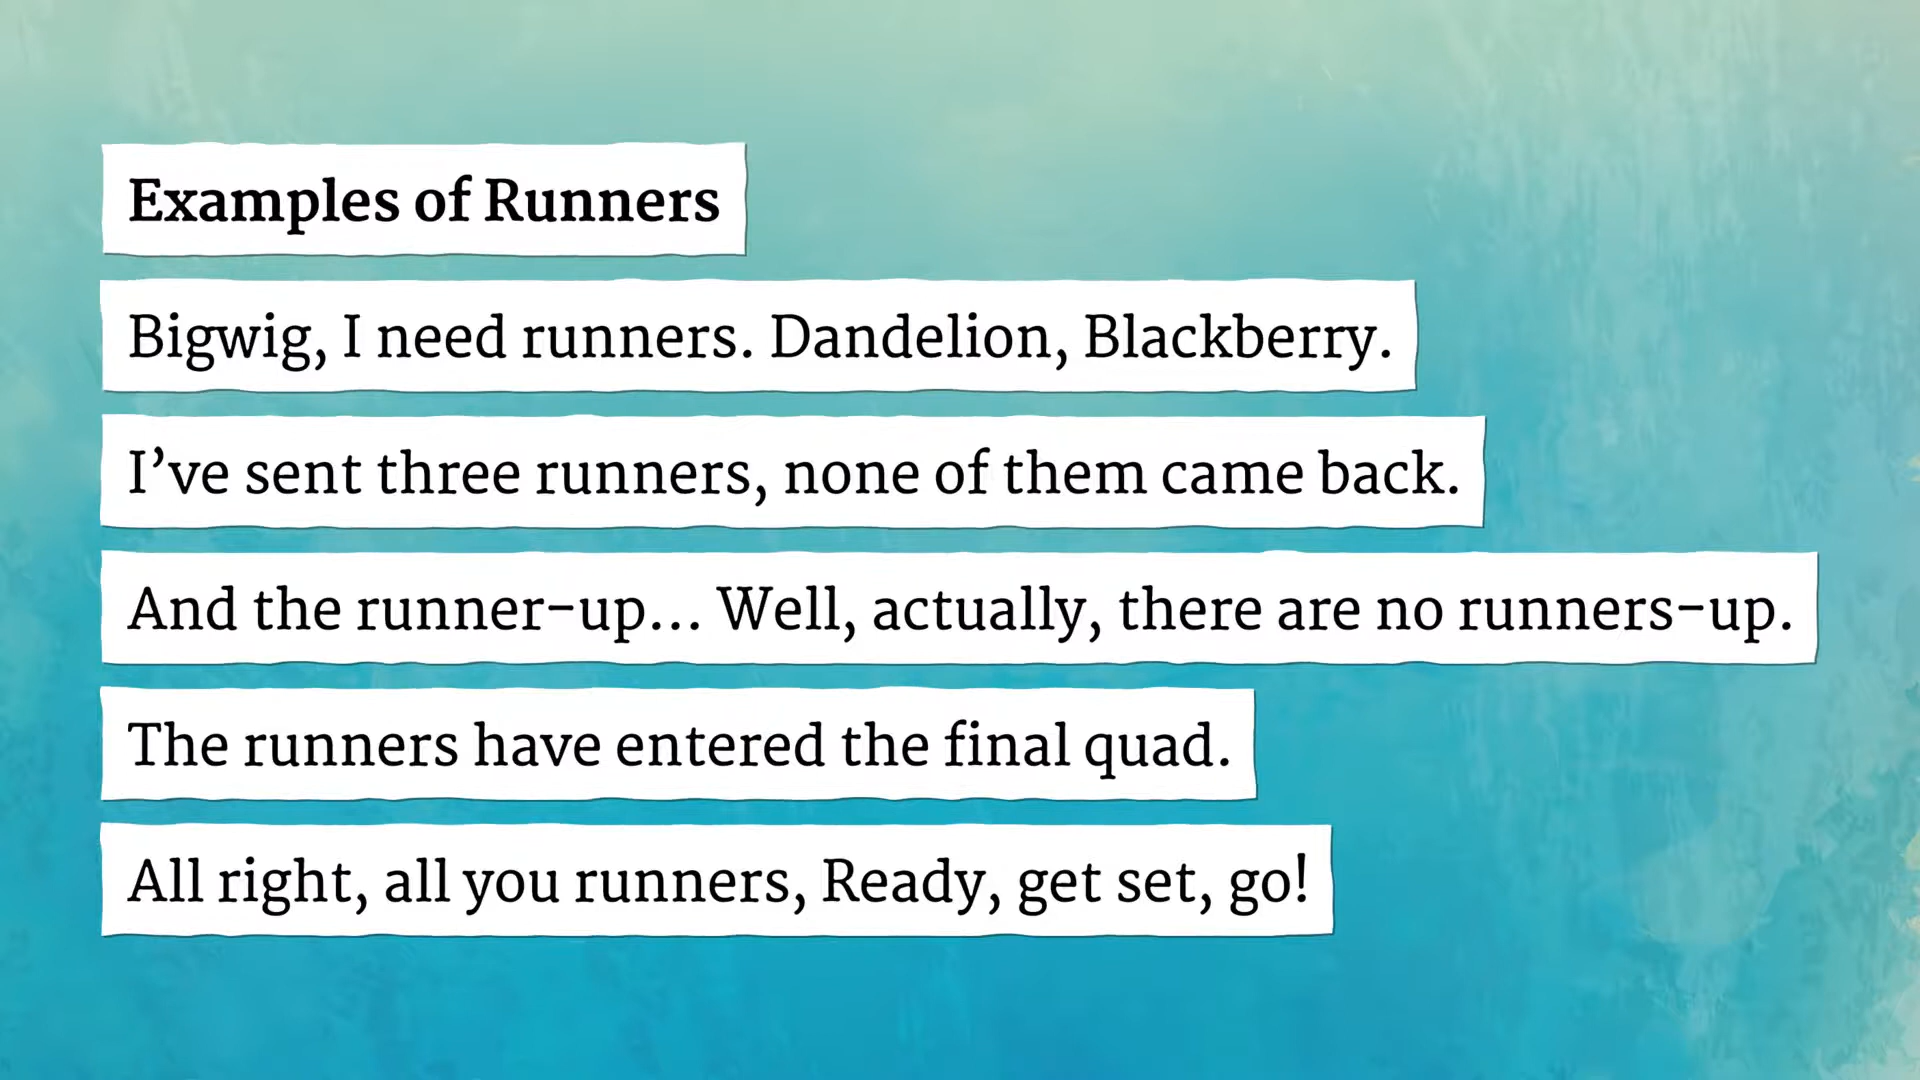 Examples of Runners
Bigwig, I need runners. Dandelion, Blackberry.
I’ve sent three runners, none of them came back.
And the runner-up... Well, actually, there are no runners-up.
The runners have entered the final quad.
All right, all you runners, Ready, get set, go!